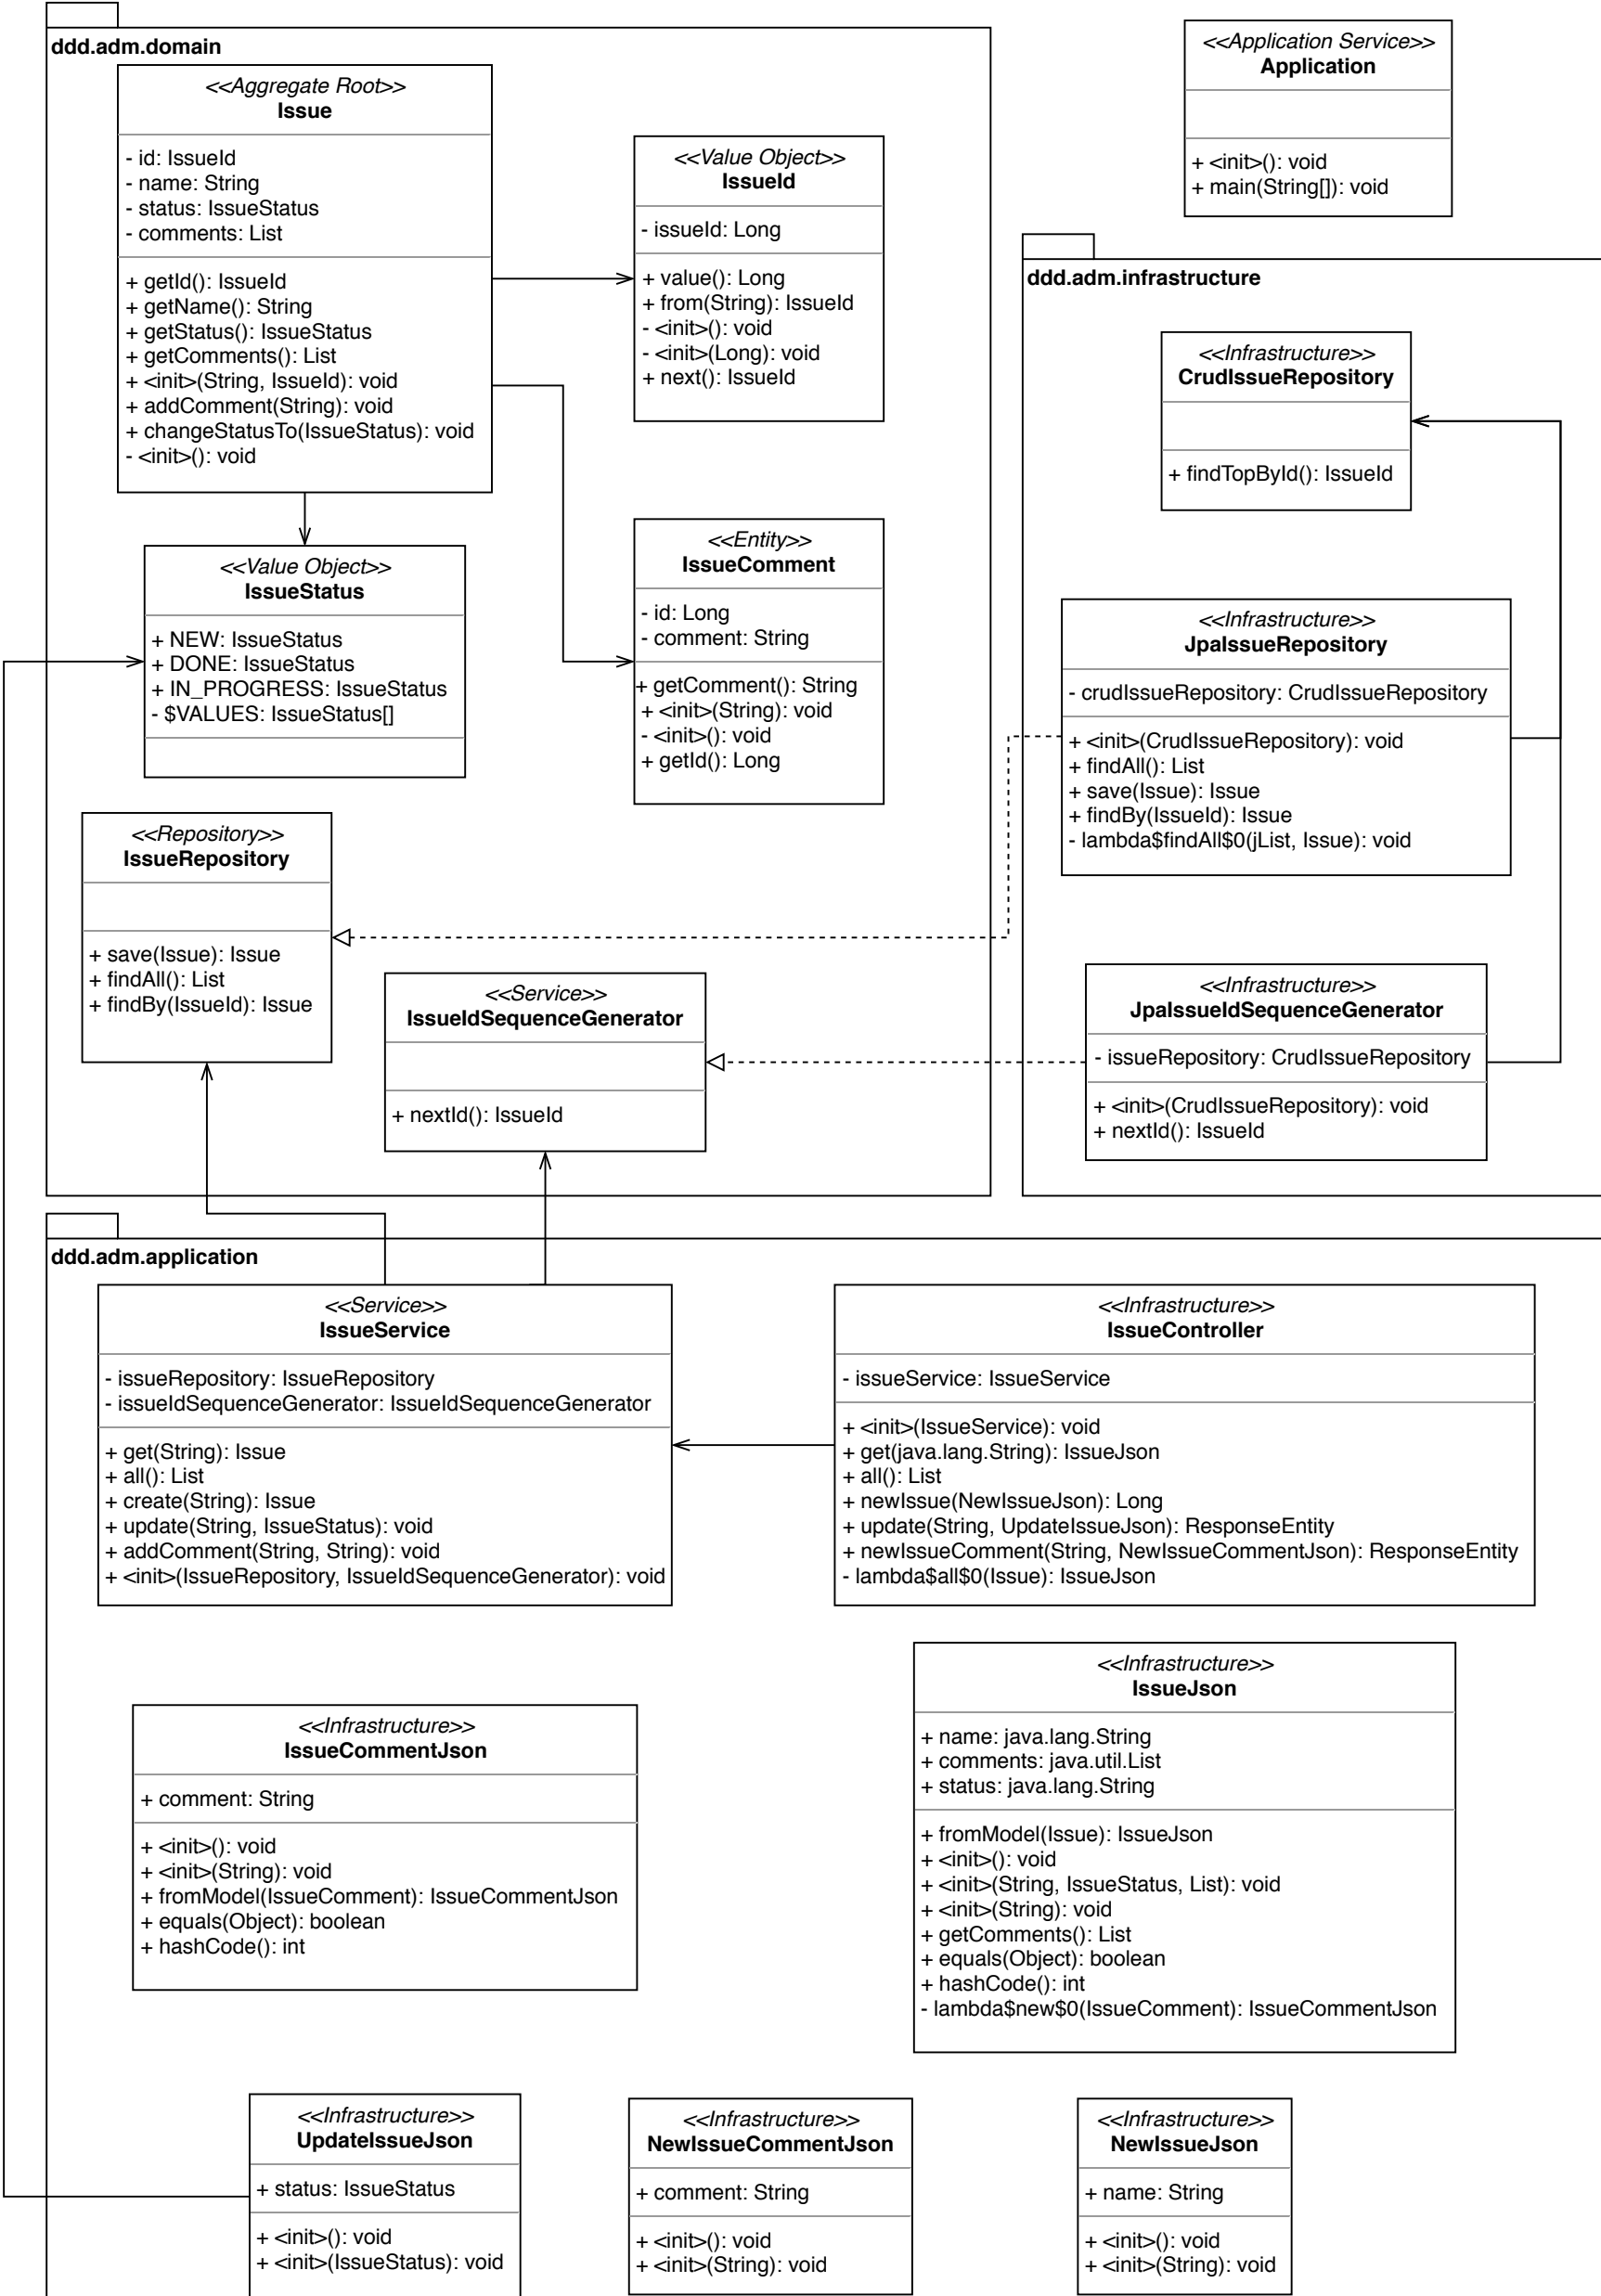 ddd.adm.domain
<<Aggregate Root>>
Issue
- id: IssueId
- name: String
- status: IssueStatus
- comments: List
+ getId(): IssueId
+ getName(): String
+ getStatus(): IssueStatus
+ getComments(): List
+ <init>(String, IssueId): void
+ addComment(String): void
+ changeStatusTo(IssueStatus): void
- <init>(): void
<<Value Object>>
IssueId
- issueId: Long
+ value(): Long
+ from(String): IssueId
- <init>(): void
- <init>(Long): void
+ next(): IssueId
<<Value Object>>
IssueStatus
+ NEW: IssueStatus
+ DONE: IssueStatus
+ IN_PROGRESS: IssueStatus
- $VALUES: IssueStatus[]
<<Entity>>
IssueComment
- id: Long
- comment: String
+ getComment(): String
+ <init>(String): void
- <init>(): void
+ getId(): Long
<<Repository>>
IssueRepository
+ save(Issue): Issue
+ findAll(): List
+ findBy(IssueId): Issue
<<Service>>
IssueIdSequenceGenerator
+ nextId(): IssueId
<<Application Service>>
Application
+ <init>(): void
+ main(String[]): void
ddd.adm.infrastructure
<<Infrastructure>>
CrudIssueRepository
+ findTopById(): IssueId
<<Infrastructure>>
JpaIssueRepository
- crudIssueRepository: CrudIssueRepository
+ <init>(CrudIssueRepository): void
+ findAll(): List
+ save(Issue): Issue
+ findBy(IssueId): Issue
- lambda$findAll$0(jList, Issue): void
<<Infrastructure>>
JpaIssueIdSequenceGenerator
- issueRepository: CrudIssueRepository
+ <init>(CrudIssueRepository): void
+ nextId(): IssueId
ddd.adm.application
<<Service>>
IssueService
- issueRepository: IssueRepository
- issueIdSequenceGenerator: IssueIdSequenceGenerator
+ get(String): Issue
+ all(): List
+ create(String): Issue
+ update(String, IssueStatus): void
+ addComment(String, String): void
+ <init>(IssueRepository, IssueIdSequenceGenerator): void
<<Infrastructure>>
IssueController
- issueService: IssueService
+ <init>(IssueService): void
+ get(java.lang.String): IssueJson
+ all(): List
+ newIssue(NewIssueJson): Long
+ update(String, UpdateIssueJson): ResponseEntity
+ newIssueComment(String, NewIssueCommentJson): ResponseEntity
- lambda$all$0(Issue): IssueJson
<<Infrastructure>>
IssueCommentJson
+ comment: String
+ <init>(): void
+ <init>(String): void
+ fromModel(IssueComment): IssueCommentJson
+ equals(Object): boolean
+ hashCode(): int
<<Infrastructure>>
IssueJson
+ name: java.lang.String
+ comments: java.util.List
+ status: java.lang.String
+ fromModel(Issue): IssueJson
+ <init>(): void
+ <init>(String, IssueStatus, List): void
+ <init>(String): void
+ getComments(): List
+ equals(Object): boolean
+ hashCode(): int
- lambda$new$0(IssueComment): IssueCommentJson
<<Infrastructure>>
UpdateIssueJson
+ status: IssueStatus
+ <init>(): void
+ <init>(IssueStatus): void
<<Infrastructure>>
NewIssueCommentJson
+ comment: String
+ <init>(): void
+ <init>(String): void
<<Infrastructure>>
NewIssueJson
+ name: String
+ <init>(): void
+ <init>(String): void